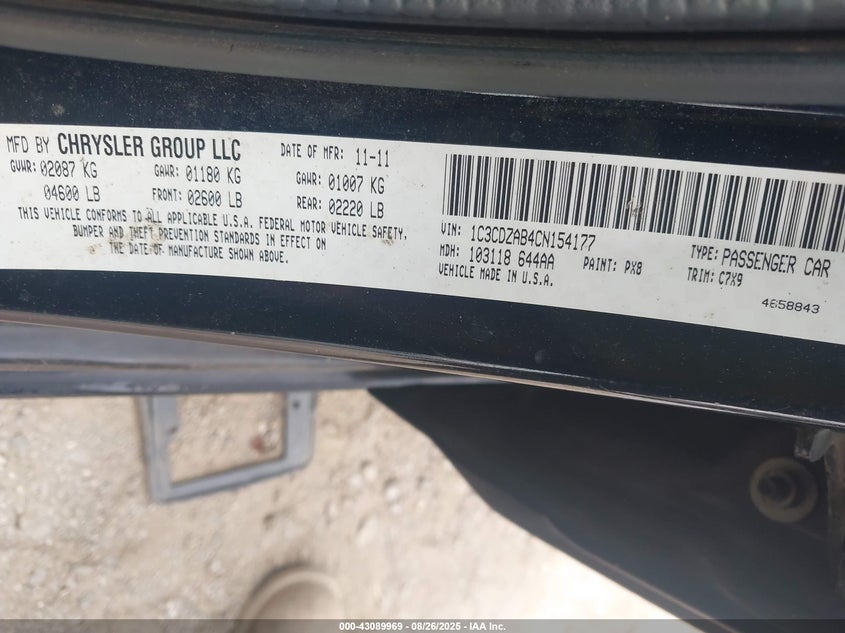 MFD BY CHRYSLER GROUP LLC DATE OF MFR: 11-11
GVWR: 02087 KG GAWR: 01180 KG GAWR: 01007 KG
04600 LB FRONT: 02600 LB REAR: 02220 LB
THIS VEHICLE CONFORMS TO ALL APPLICABLE U.S.A. FEDERAL MOTOR VEHICLE SAFETY,
BUMPER AND THEFT PREVENTION STANDARDS IN EFFECT ON
THE DATE OF MANUFACTURE SHOWN ABOVE.
VIN: 1C3CDZAB4CN154177 TYPE: PASSENGER CAR
MDH: 103118 644AA PAINT: PX8 TRIM: C7X9
VEHICLE MADE IN U.S.A.
4658843
000-43089969 | 08/26/2025 - IAA Inc.